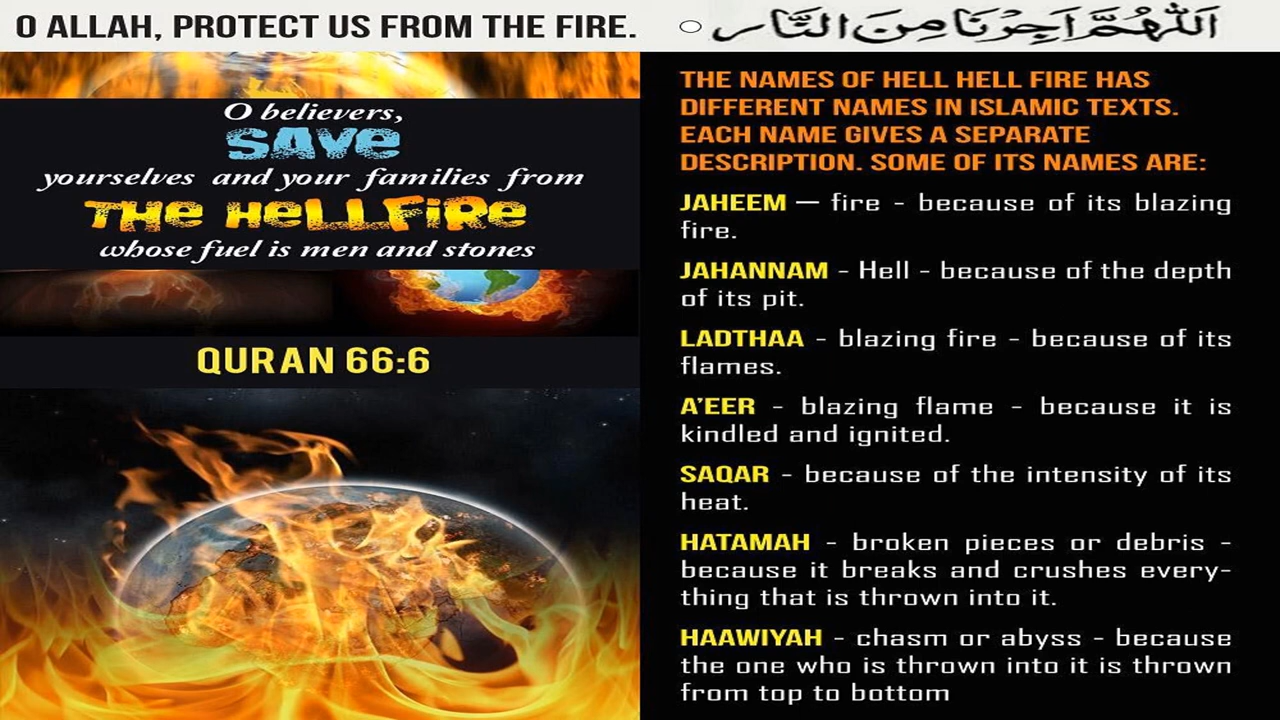 O ALLAH, PROTECT US FROM THE FIRE.
اَللّٰهُمَّ اَجِرْنَا مِنَ النَّار
O believers,
SAVe
yourselves and your families from
THe HeLLFiRe
whose fuel is men and stones
QURAN 66:6
THE NAMES OF HELL HELL FIRE HAS
DIFFERENT NAMES IN ISLAMIC TEXTS.
EACH NAME GIVES A SEPARATE
DESCRIPTION. SOME OF ITS NAMES ARE:
JAHEEM – fire - because of its blazing
fire.
JAHANNAM - Hell - because of the depth
of its pit.
LADTHAA - blazing fire - because of its
flames.
A'EER - blazing flame - because it is
kindled and ignited.
SAQAR - because of the intensity of its
heat.
HATAMAH - broken pieces or debris -
because it breaks and crushes every-
thing that is thrown into it.
HAAWIYAH - chasm or abyss - because
the one who is thrown into it is thrown
from top to bottom